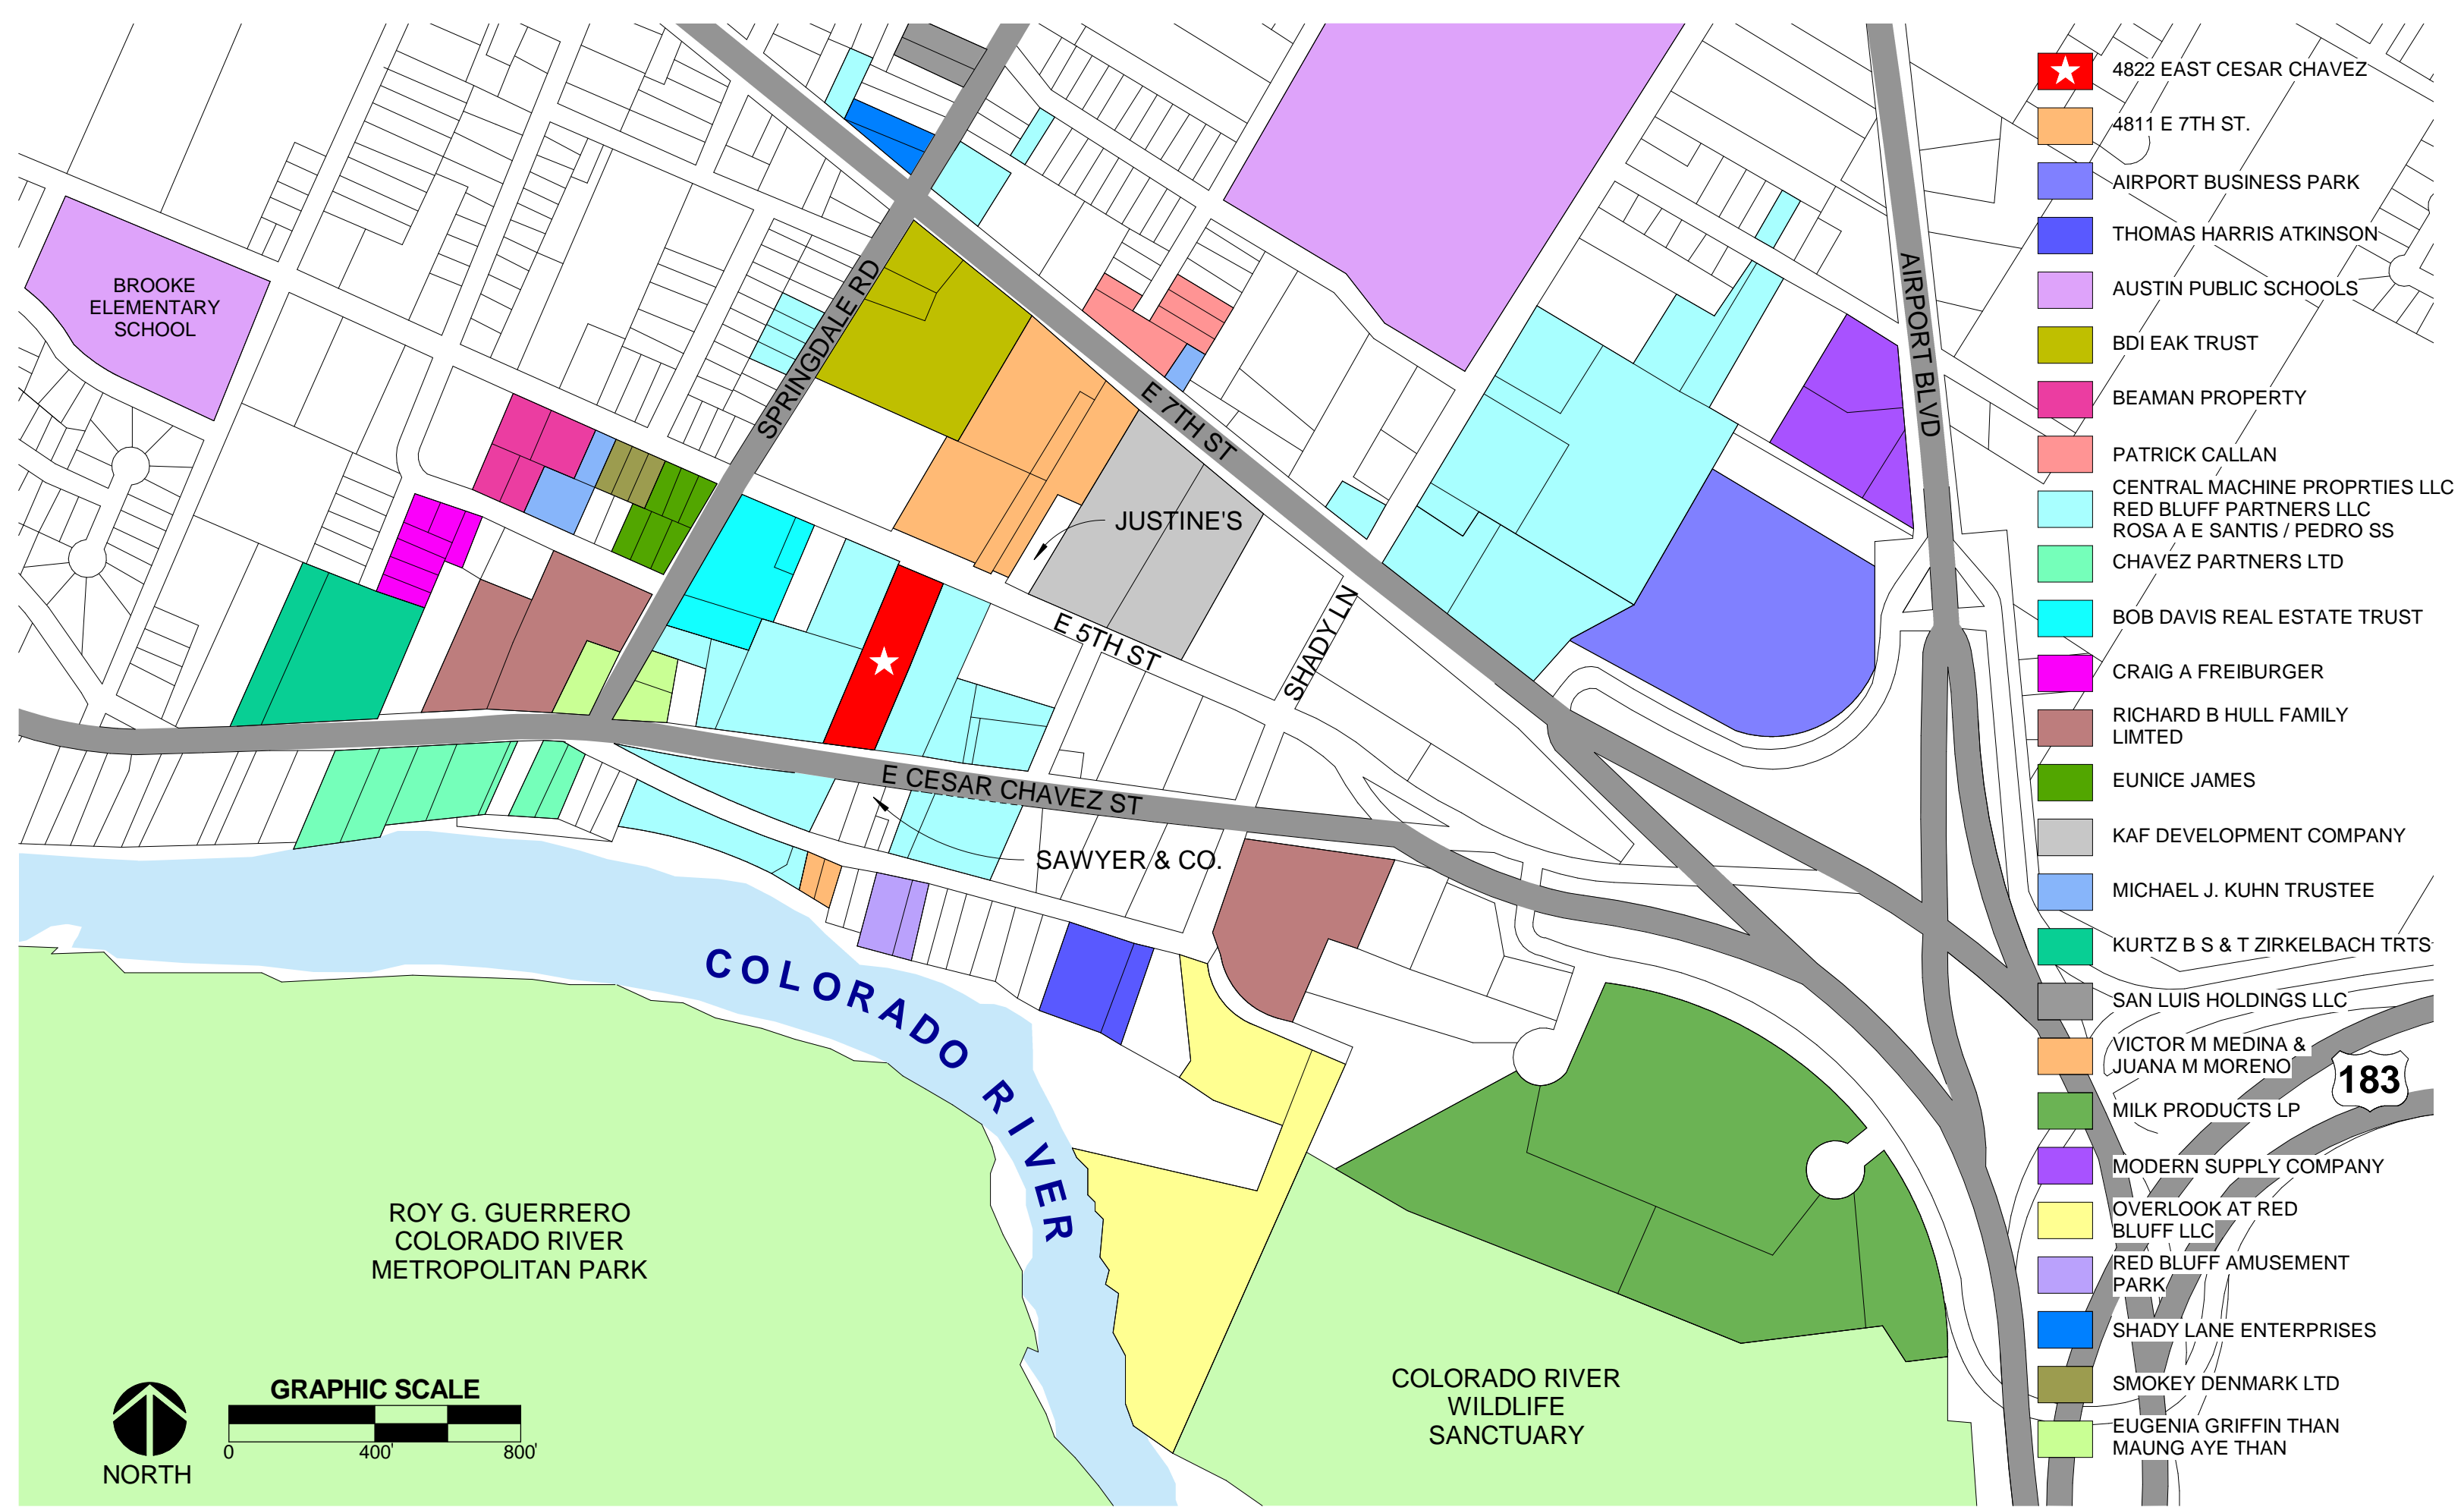 BROOKE
ELEMENTARY
SCHOOL
SPRINGDALE RD
E 7TH ST
AIRPORT BLVD
JUSTINE'S
E 5TH ST
SHADY LN
E CESAR CHAVEZ ST
SAWYER & CO.
COLORADO RIVER
ROY G. GUERRERO
COLORADO RIVER
METROPOLITAN PARK
COLORADO RIVER
WILDLIFE
SANCTUARY
183
NORTH
GRAPHIC SCALE
0 400' 800'
4822 EAST CESAR CHAVEZ
4811 E 7TH ST.
AIRPORT BUSINESS PARK
THOMAS HARRIS ATKINSON
AUSTIN PUBLIC SCHOOLS
BDI EAK TRUST
BEAMAN PROPERTY
PATRICK CALLAN
CENTRAL MACHINE PROPRTIES LLC
RED BLUFF PARTNERS LLC
ROSA A E SANTIS / PEDRO SS
CHAVEZ PARTNERS LTD
BOB DAVIS REAL ESTATE TRUST
CRAIG A FREIBURGER
RICHARD B HULL FAMILY
LIMTED
EUNICE JAMES
KAF DEVELOPMENT COMPANY
MICHAEL J. KUHN TRUSTEE
KURTZ B S & T ZIRKELBACH TRTS
SAN LUIS HOLDINGS LLC
VICTOR M MEDINA &
JUANA M MORENO
MILK PRODUCTS LP
MODERN SUPPLY COMPANY
OVERLOOK AT RED
BLUFF LLC
RED BLUFF AMUSEMENT
PARK
SHADY LANE ENTERPRISES
SMOKEY DENMARK LTD
EUGENIA GRIFFIN THAN
MAUNG AYE THAN